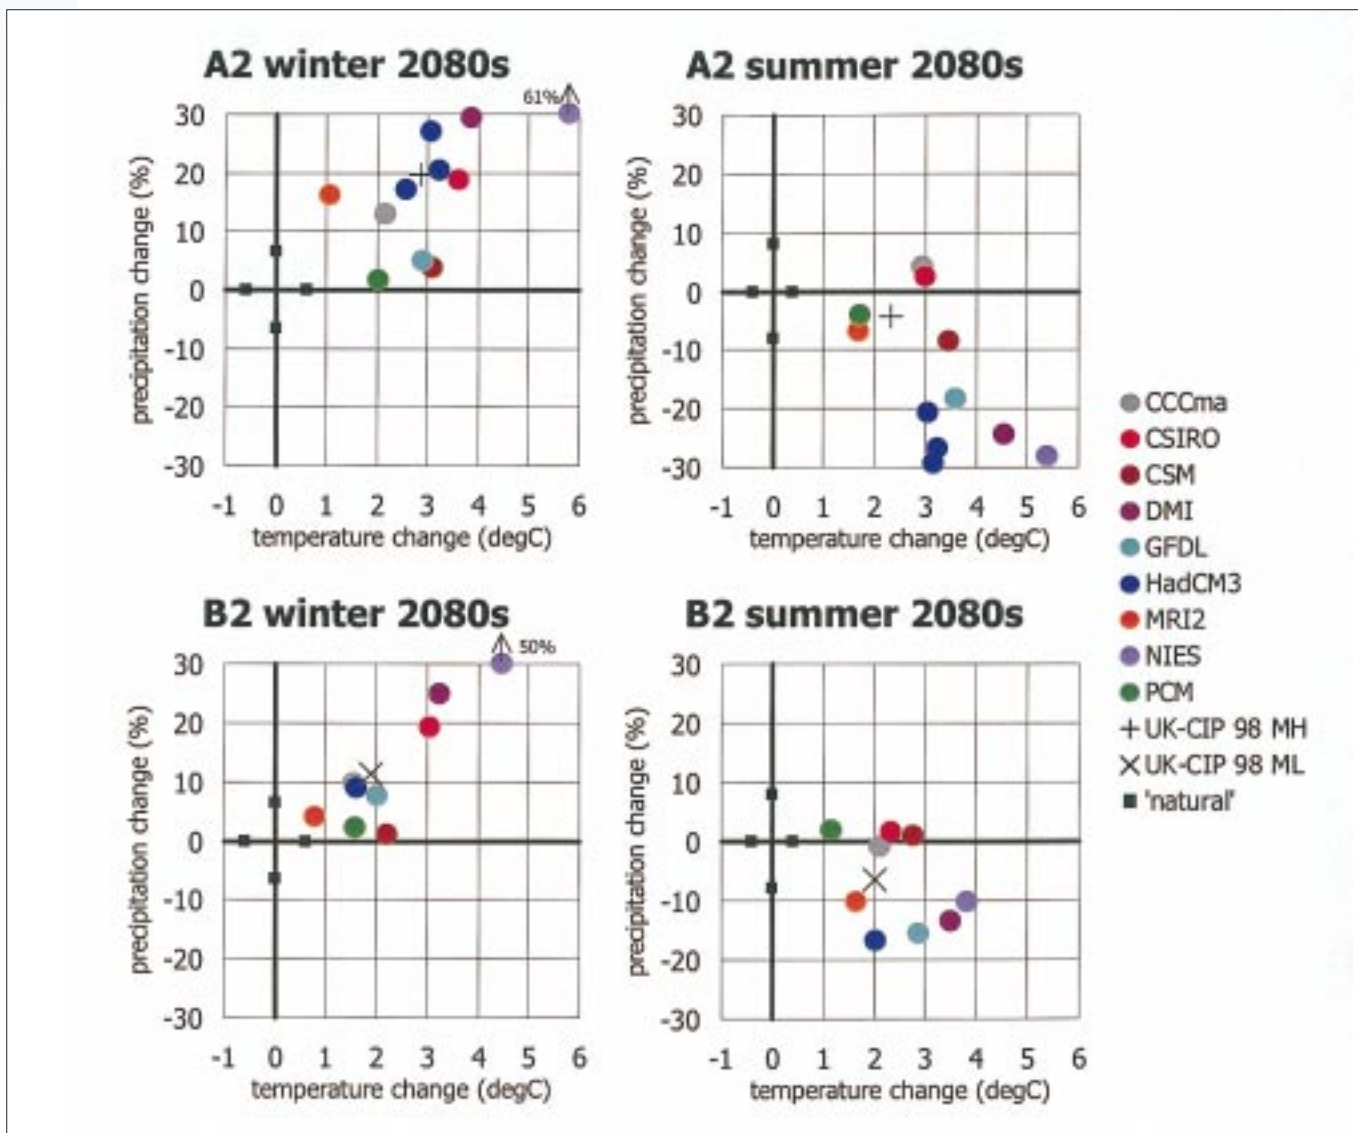 A2 winter 2080s
61%
precipitation change (%)
30
20
10
0
-10
-20
-30
-1 0 1 2 3 4 5 6
temperature change (degC)
A2 summer 2080s
precipitation change (%)
30
20
10
0
-10
-20
-30
-1 0 1 2 3 4 5 6
temperature change (degC)
B2 winter 2080s
50%
precipitation change (%)
30
20
10
0
-10
-20
-30
-1 0 1 2 3 4 5 6
temperature change (degC)
B2 summer 2080s
precipitation change (%)
30
20
10
0
-10
-20
-30
-1 0 1 2 3 4 5 6
temperature change (degC)
CCCma
CSIRO
CSM
DMI
GFDL
HadCM3
MRI2
NIES
PCM
UK-CIP 98 MH
UK-CIP 98 ML
'natural'